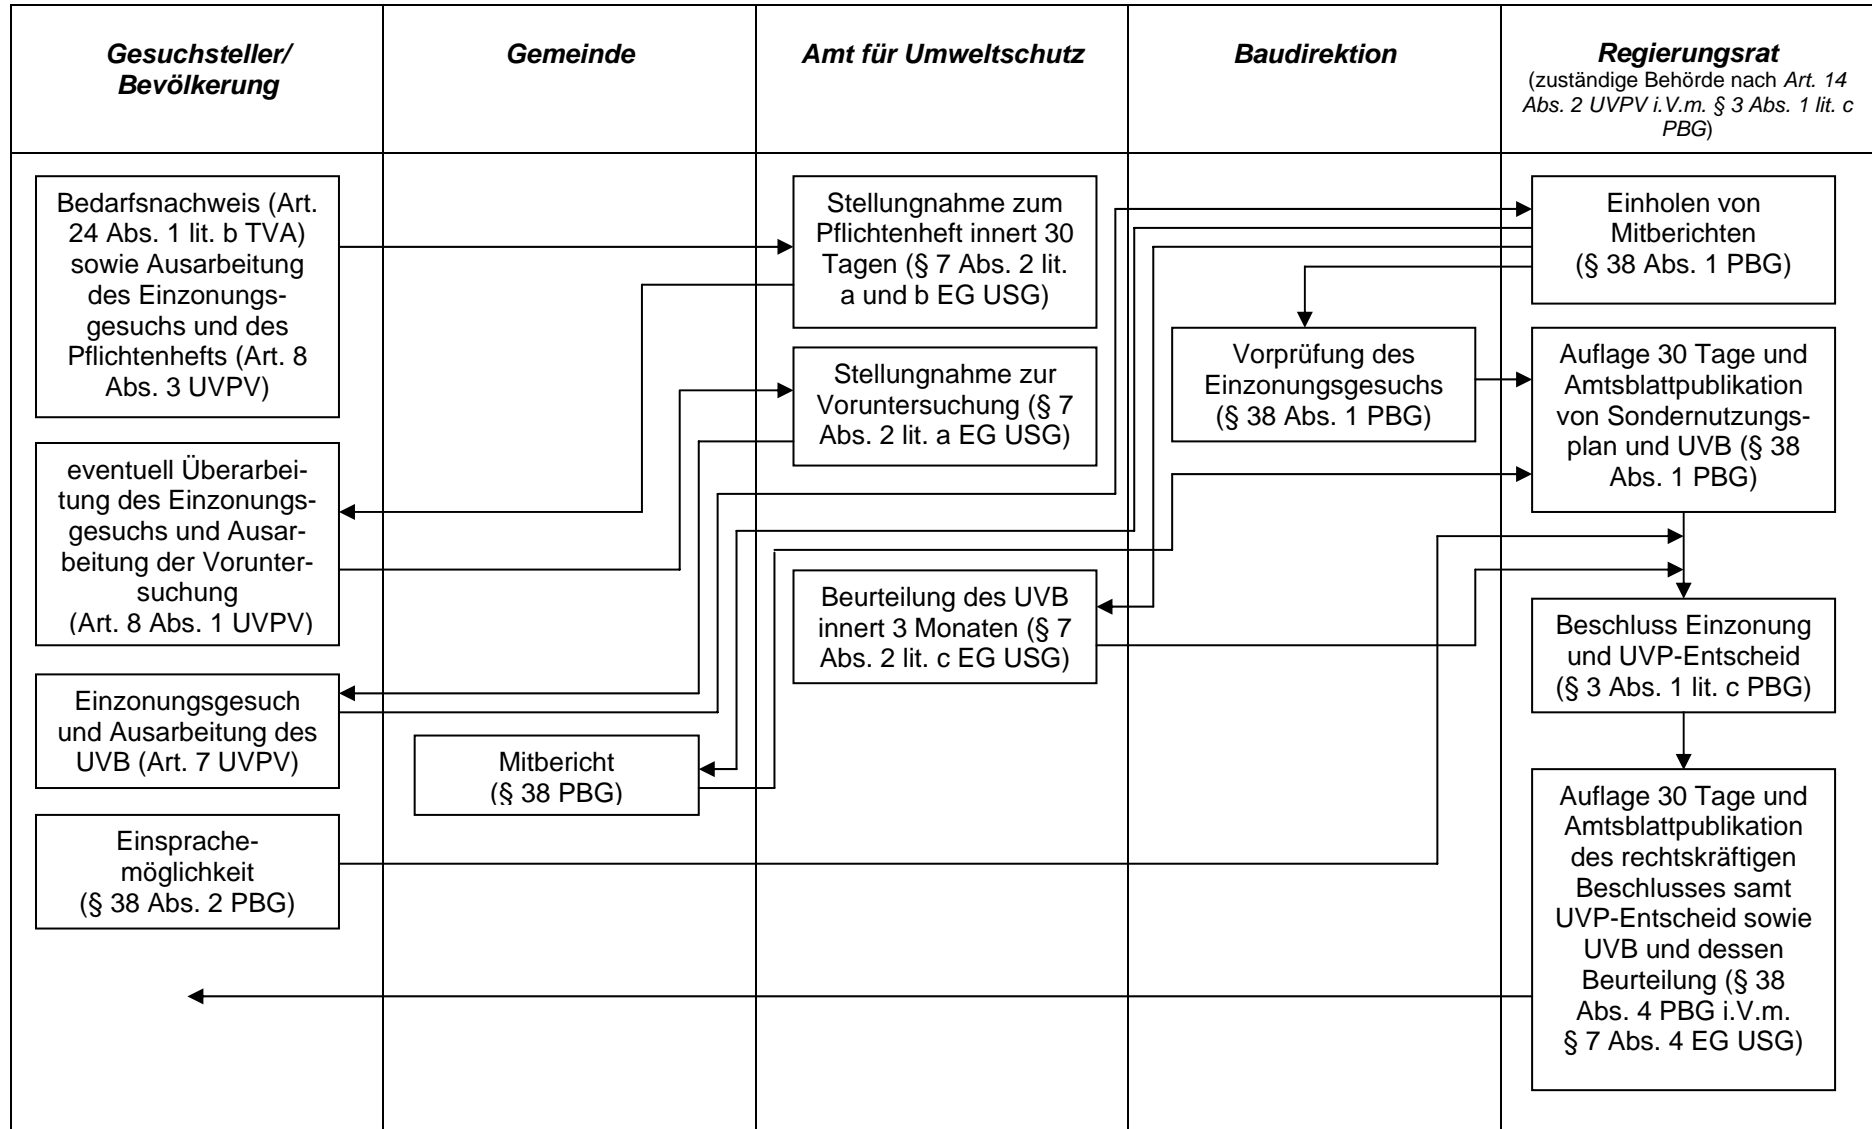 Gesuchsteller/
Bevölkerung
Gemeinde
Amt für Umweltschutz
Baudirektion
Regierungsrat
(zuständige Behörde nach Art. 14
Abs. 2 UVPV i.V.m. § 3 Abs. 1 lit. c
PBG)
Bedarfsnachweis (Art.
24 Abs. 1 lit. b TVA)
sowie Ausarbeitung
des Einzonungs-
gesuchs und des
Pflichtenhefts (Art. 8
Abs. 3 UVPV)
eventuell Überarbei-
tung des Einzonungs-
gesuchs und Ausar-
beitung der Vorunter-
suchung
(Art. 8 Abs. 1 UVPV)
Einzonungsgesuch
und Ausarbeitung des
UVB (Art. 7 UVPV)
Einsprache-
möglichkeit
(§ 38 Abs. 2 PBG)
Mitbericht
(§ 38 PBG)
Stellungnahme zum
Pflichtenheft innert 30
Tagen (§ 7 Abs. 2 lit.
a und b EG USG)
Stellungnahme zur
Voruntersuchung (§ 7
Abs. 2 lit. a EG USG)
Beurteilung des UVB
innert 3 Monaten (§ 7
Abs. 2 lit. c EG USG)
Vorprüfung des
Einzonungsgesuchs
(§ 38 Abs. 1 PBG)
Einholen von
Mitberichten
(§ 38 Abs. 1 PBG)
Auflage 30 Tage und
Amtsblattpublikation
von Sondernutzungs-
plan und UVB (§ 38
Abs. 1 PBG)
Beschluss Einzonung
und UVP-Entscheid
(§ 3 Abs. 1 lit. c PBG)
Auflage 30 Tage und
Amtsblattpublikation
des rechtskräftigen
Beschlusses samt
UVP-Entscheid sowie
UVB und dessen
Beurteilung (§ 38
Abs. 4 PBG i.V.m.
§ 7 Abs. 4 EG USG)